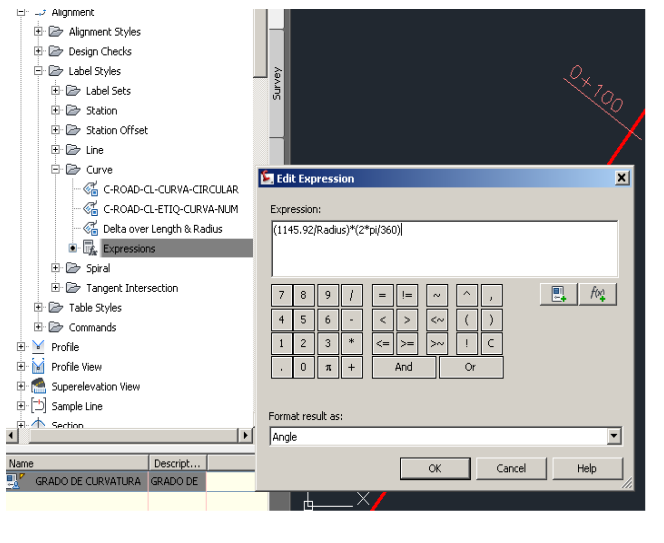 Alignment
Alignment Styles
Design Checks
Label Styles
Label Sets
Station
Station Offset
Line
Curve
C-ROAD-CL-CURVA-CIRCULAR
C-ROAD-CL-ETIQ-CURVA-NUM
Delta over Length & Radius
Expressions
Spiral
Tangent Intersection
Table Styles
Commands
Profile
Profile View
Superelevation View
Sample Line
Section
Name Descript...
GRADO DE CURVATURA GRADO DE
Survey
0+100
Edit Expression
Expression:
(1145.92/Radius)*(2*pi/360)
7 8 9 / = != ~ ^ ,
4 5 6 - < > <~ ( )
1 2 3 * <= >= >~ ! C
. 0 π + And Or
Format result as:
Angle
OK Cancel Help